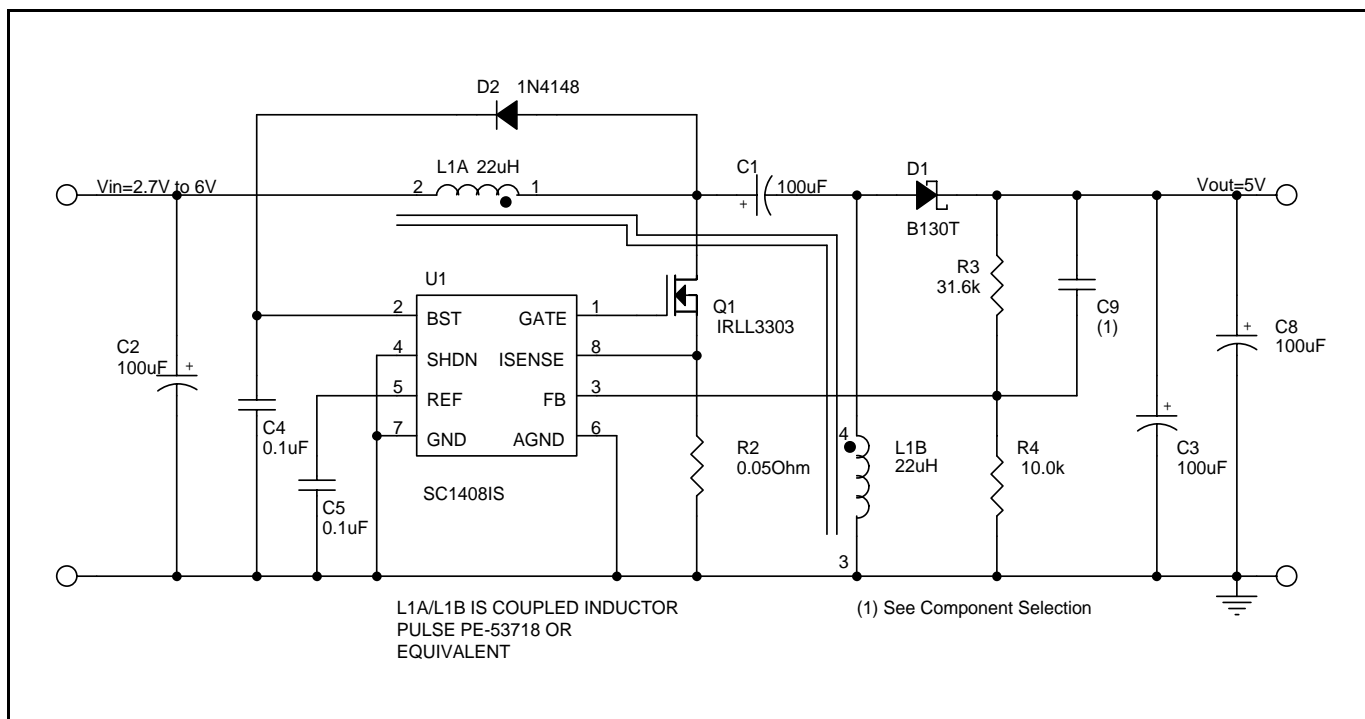 D2 1N4148
L1A 22uH
C1
100uF
D1
B130T
Vin=2.7V to 6V
2
1
Vout=5V
+
U1
2 BST GATE 1
4 SHDN ISENSE 8
5 REF FB 3
7 GND AGND 6
SC1408IS
Q1
IRLL3303
R3
31.6k
C9
(1)
C8
100uF
+
C2
100uF
+
C4
0.1uF
C5
0.1uF
R2
0.05Ohm
4
L1B
22uH
3
R4
10.0k
C3
100uF
+
L1A/L1B IS COUPLED INDUCTOR
PULSE PE-53718 OR
EQUIVALENT
(1) See Component Selection